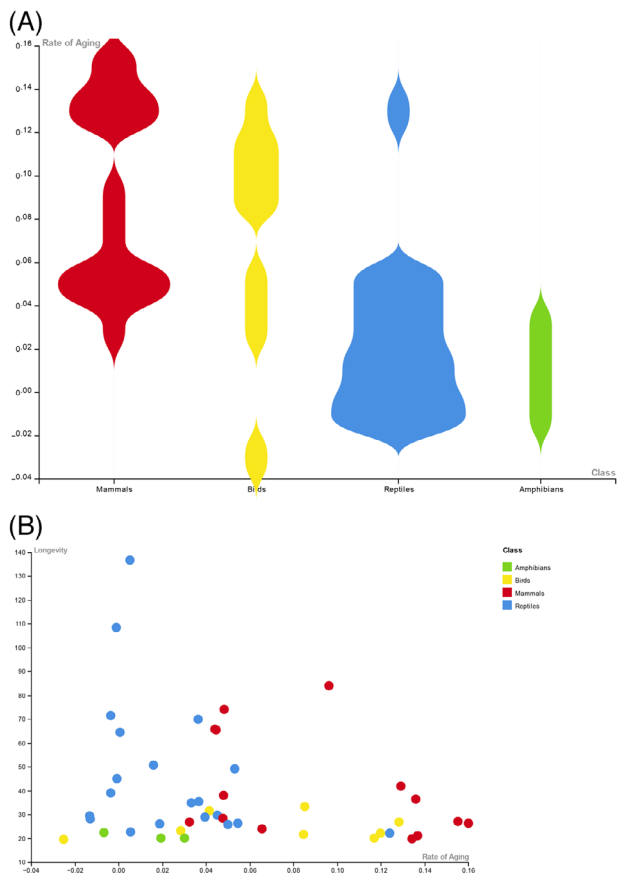 (A)
Rate of Aging
0.16
0.14
0.12
0.10
0.08
0.06
0.04
0.02
0.00
−0.02
−0.04
Class
Mammals Birds Reptiles Amphibians
(B)
Longevity
Class
Amphibians
Birds
Mammals
Reptiles
140
130
120
110
100
90
80
70
60
50
40
30
20
10
Rate of Aging
−0.04 −0.02 0.00 0.02 0.04 0.06 0.08 0.10 0.12 0.14 0.16